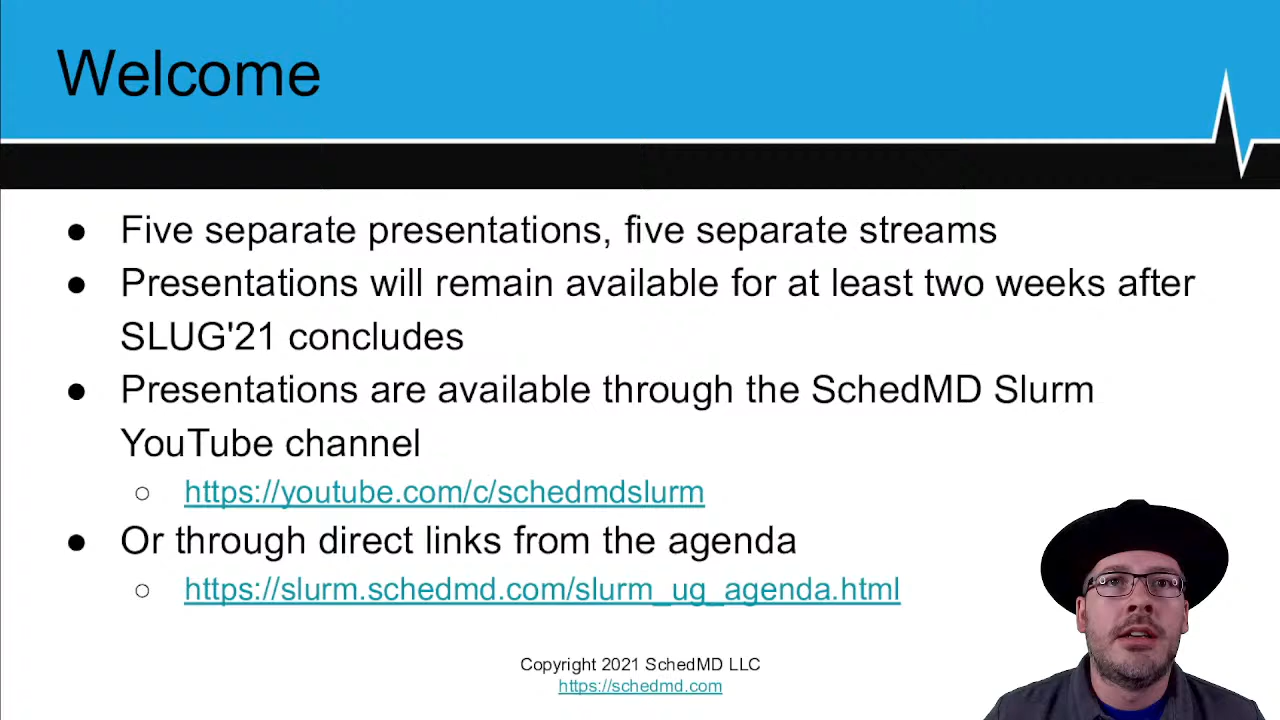 Welcome
● Five separate presentations, five separate streams
● Presentations will remain available for at least two weeks after
SLUG'21 concludes
● Presentations are available through the SchedMD Slurm
YouTube channel
○ https://youtube.com/c/schedmdslurm
● Or through direct links from the agenda
○ https://slurm.schedmd.com/slurm_ug_agenda.html
Copyright 2021 SchedMD LLC
https://schedmd.com